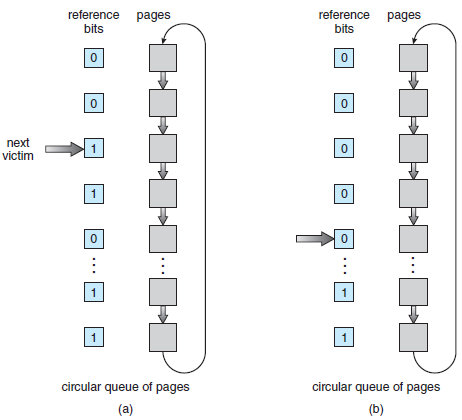 reference pages
bits
0
0
next
victim
1
1
0
1
1
circular queue of pages
(a)
reference pages
bits
0
0
0
0
0
1
1
circular queue of pages
(b)